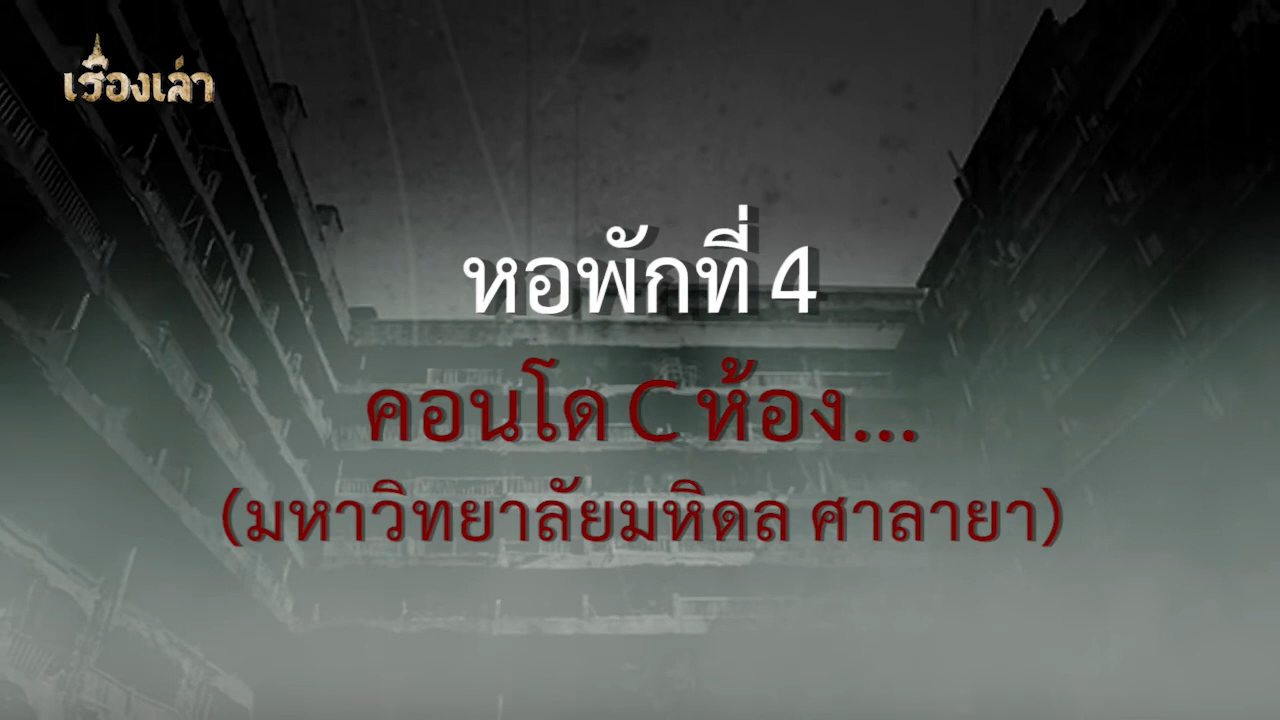 เรื่องเล่า
หอพักที่ 4
คอนโด C ห้อง...
(มหาวิทยาลัยมหิดล ศาลายา)